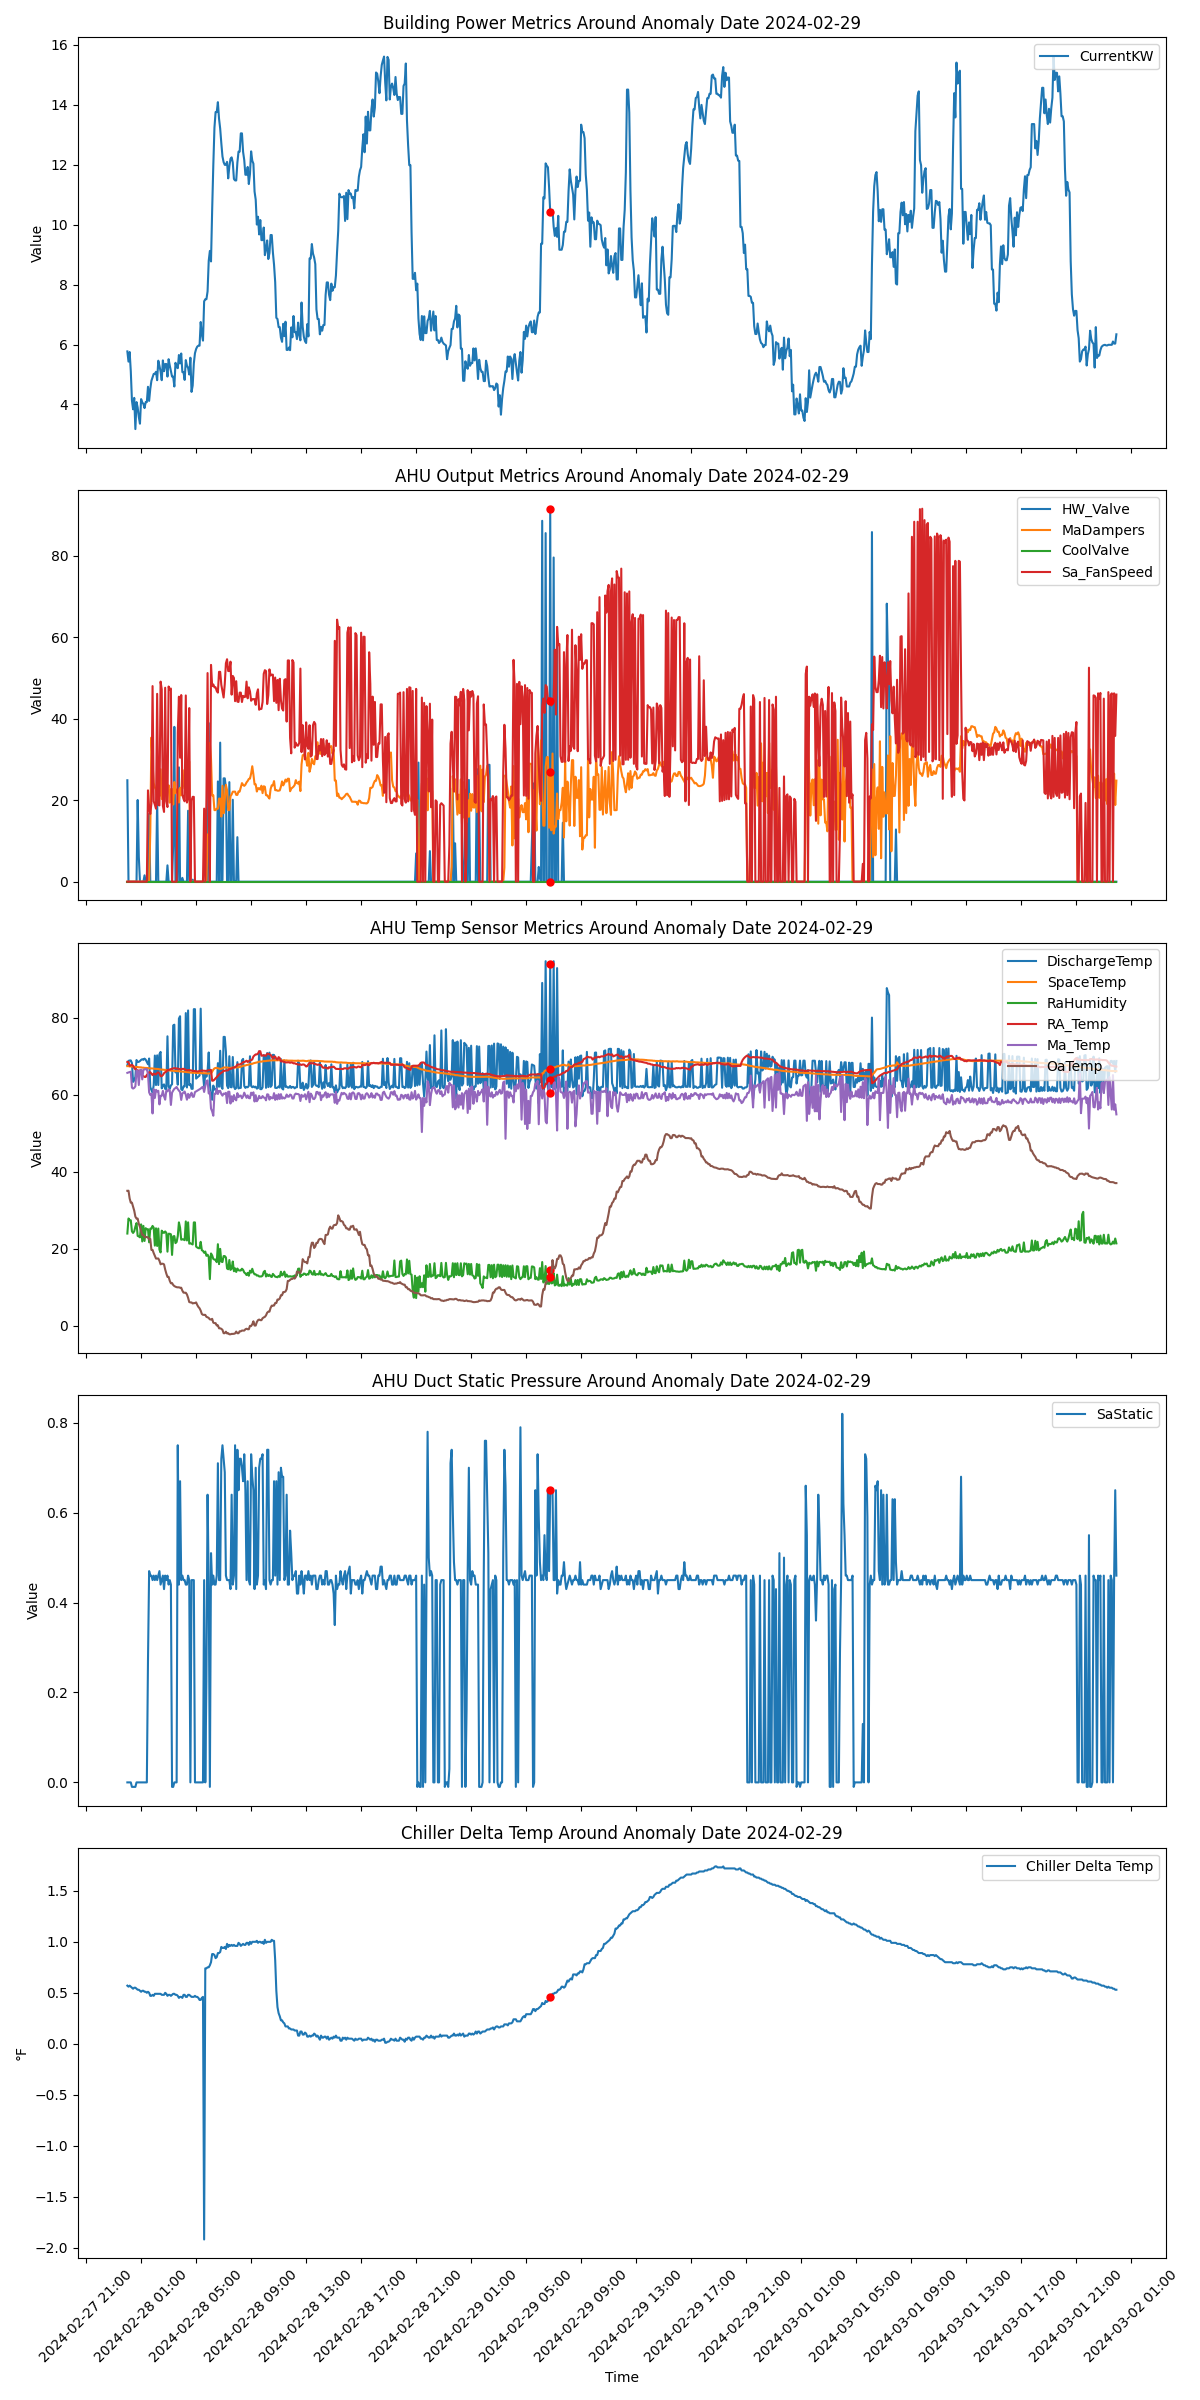 Building Power Metrics Around Anomaly Date 2024-02-29
16
14
12
10
8
6
4
Value
CurrentKW
AHU Output Metrics Around Anomaly Date 2024-02-29
80
60
40
20
0
Value
HW_Valve
MaDampers
CoolValve
Sa_FanSpeed
AHU Temp Sensor Metrics Around Anomaly Date 2024-02-29
80
60
40
20
0
Value
DischargeTemp
SpaceTemp
RaHumidity
RA_Temp
Ma_Temp
OaTemp
AHU Duct Static Pressure Around Anomaly Date 2024-02-29
0.8
0.6
0.4
0.2
0.0
Value
SaStatic
Chiller Delta Temp Around Anomaly Date 2024-02-29
1.5
1.0
0.5
0.0
−0.5
−1.0
−1.5
−2.0
°F
Chiller Delta Temp
2024-02-27 21:00
2024-02-28 01:00
2024-02-28 05:00
2024-02-28 09:00
2024-02-28 13:00
2024-02-28 17:00
2024-02-28 21:00
2024-02-29 01:00
2024-02-29 05:00
2024-02-29 09:00
2024-02-29 13:00
2024-02-29 17:00
2024-02-29 21:00
2024-03-01 01:00
2024-03-01 05:00
2024-03-01 09:00
2024-03-01 13:00
2024-03-01 17:00
2024-03-01 21:00
2024-03-02 01:00
Time